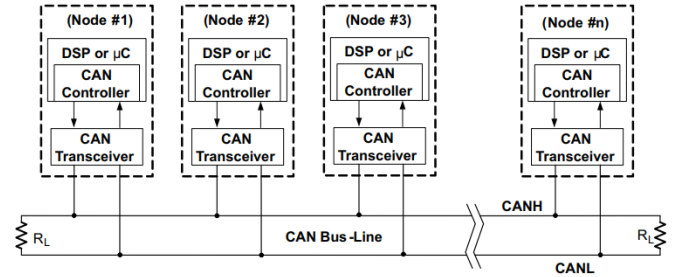 (Node #1)
DSP or μC
CAN
Controller
CAN
Transceiver
(Node #2)
DSP or μC
CAN
Controller
CAN
Transceiver
(Node #3)
DSP or μC
CAN
Controller
CAN
Transceiver
(Node #n)
DSP or μC
CAN
Controller
CAN
Transceiver
CANH
RL
CAN Bus-Line
RL
CANL